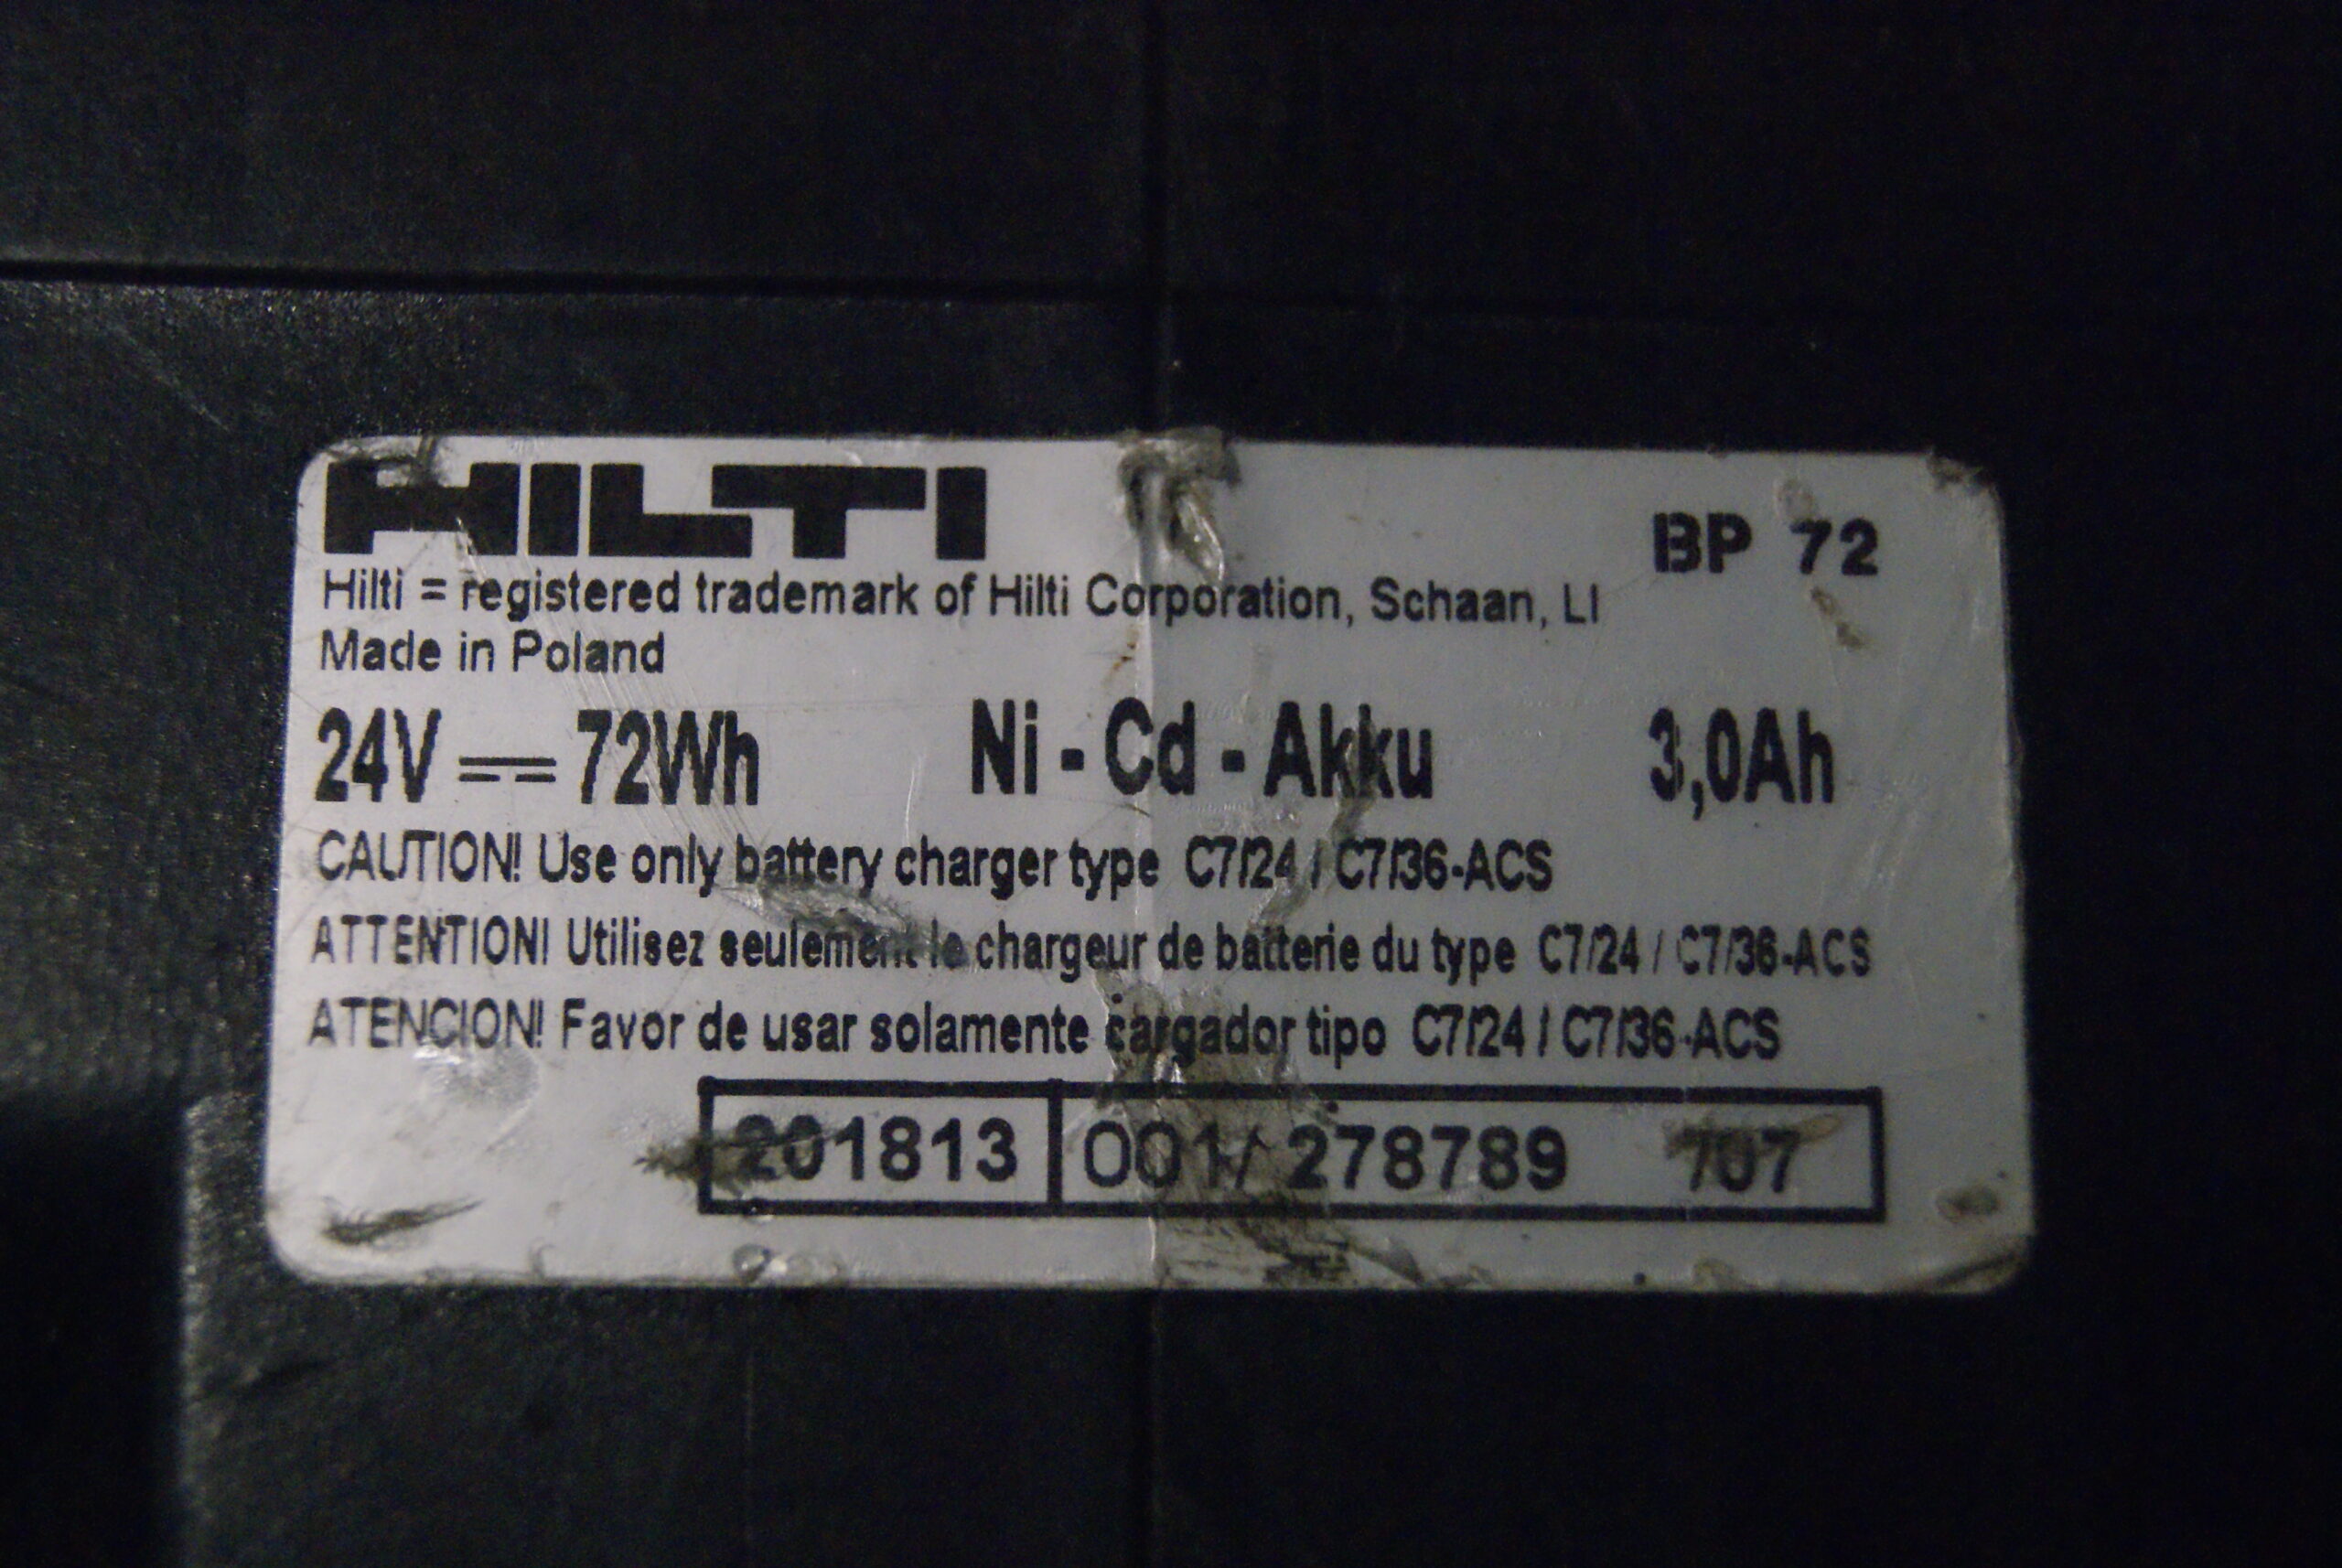 HILTI
BP 72
Hilti = registered trademark of Hilti Corporation, Schaan, LI
Made in Poland
24V ⎓ 72Wh Ni - Cd - Akku 3,0Ah
CAUTION! Use only battery charger type C7/24 / C7/36-ACS
ATTENTION! Utilisez seulement le chargeur de batterie du type C7/24 / C7/36-ACS
ATENCION! Favor de usar solamente cargador tipo C7/24 / C7/36-ACS
201813 001/ 278789 707